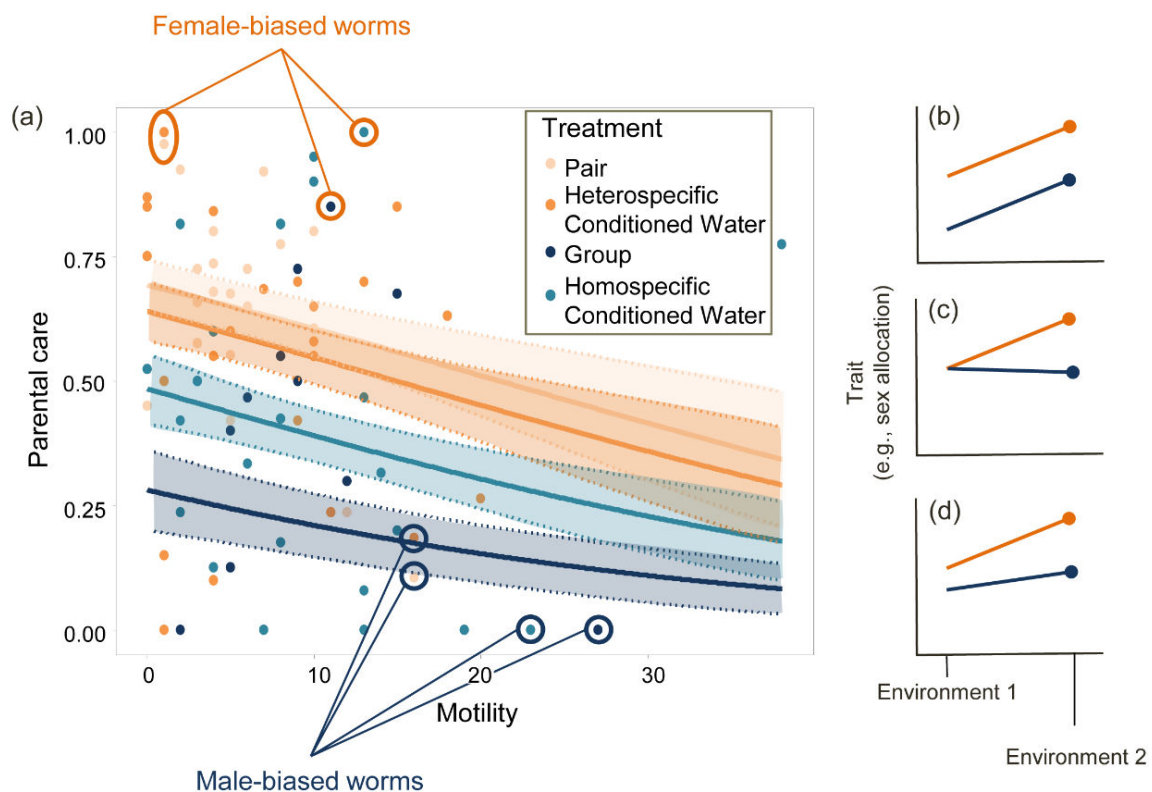 Female-biased worms
(a)
1.00
0.75
0.50
0.25
0.00
Parental care
0
10
20
30
Motility
Male-biased worms
Treatment
Pair
Heterospecific
Conditioned Water
Group
Homospecific
Conditioned Water
(b)
(c)
(d)
Trait
(e.g., sex allocation)
Environment 1
Environment 2